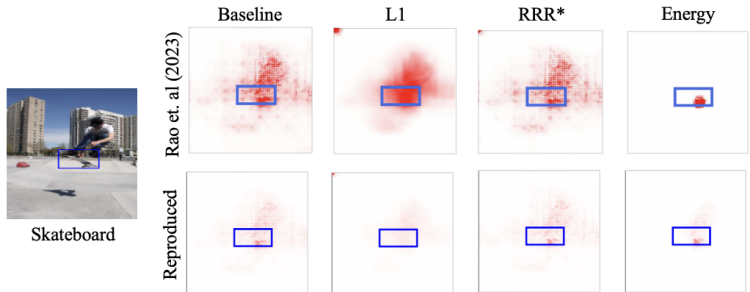 Baseline L1 RRR* Energy
Rao et. al (2023)
Skateboard
Reproduced